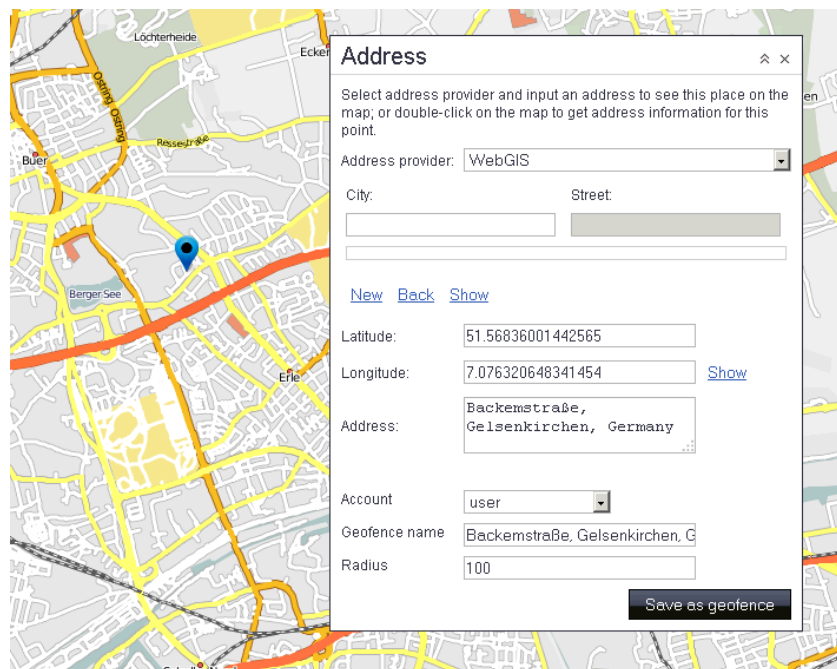 Löchterheide
Ostring
Ostring
Ressestraße
Buer
Berger See
Erle
Address
Select address provider and input an address to see this place on the
map; or double-click on the map to get address information for this
point.
Address provider: WebGIS
City: Street:
New Back Show
Latitude: 51.56836001442565
Longitude: 7.076320648341454 Show
Address: Backemstraße,
Gelsenkirchen, Germany
Account user
Geofence name Backemstraße, Gelsenkirchen, G
Radius 100
Save as geofence